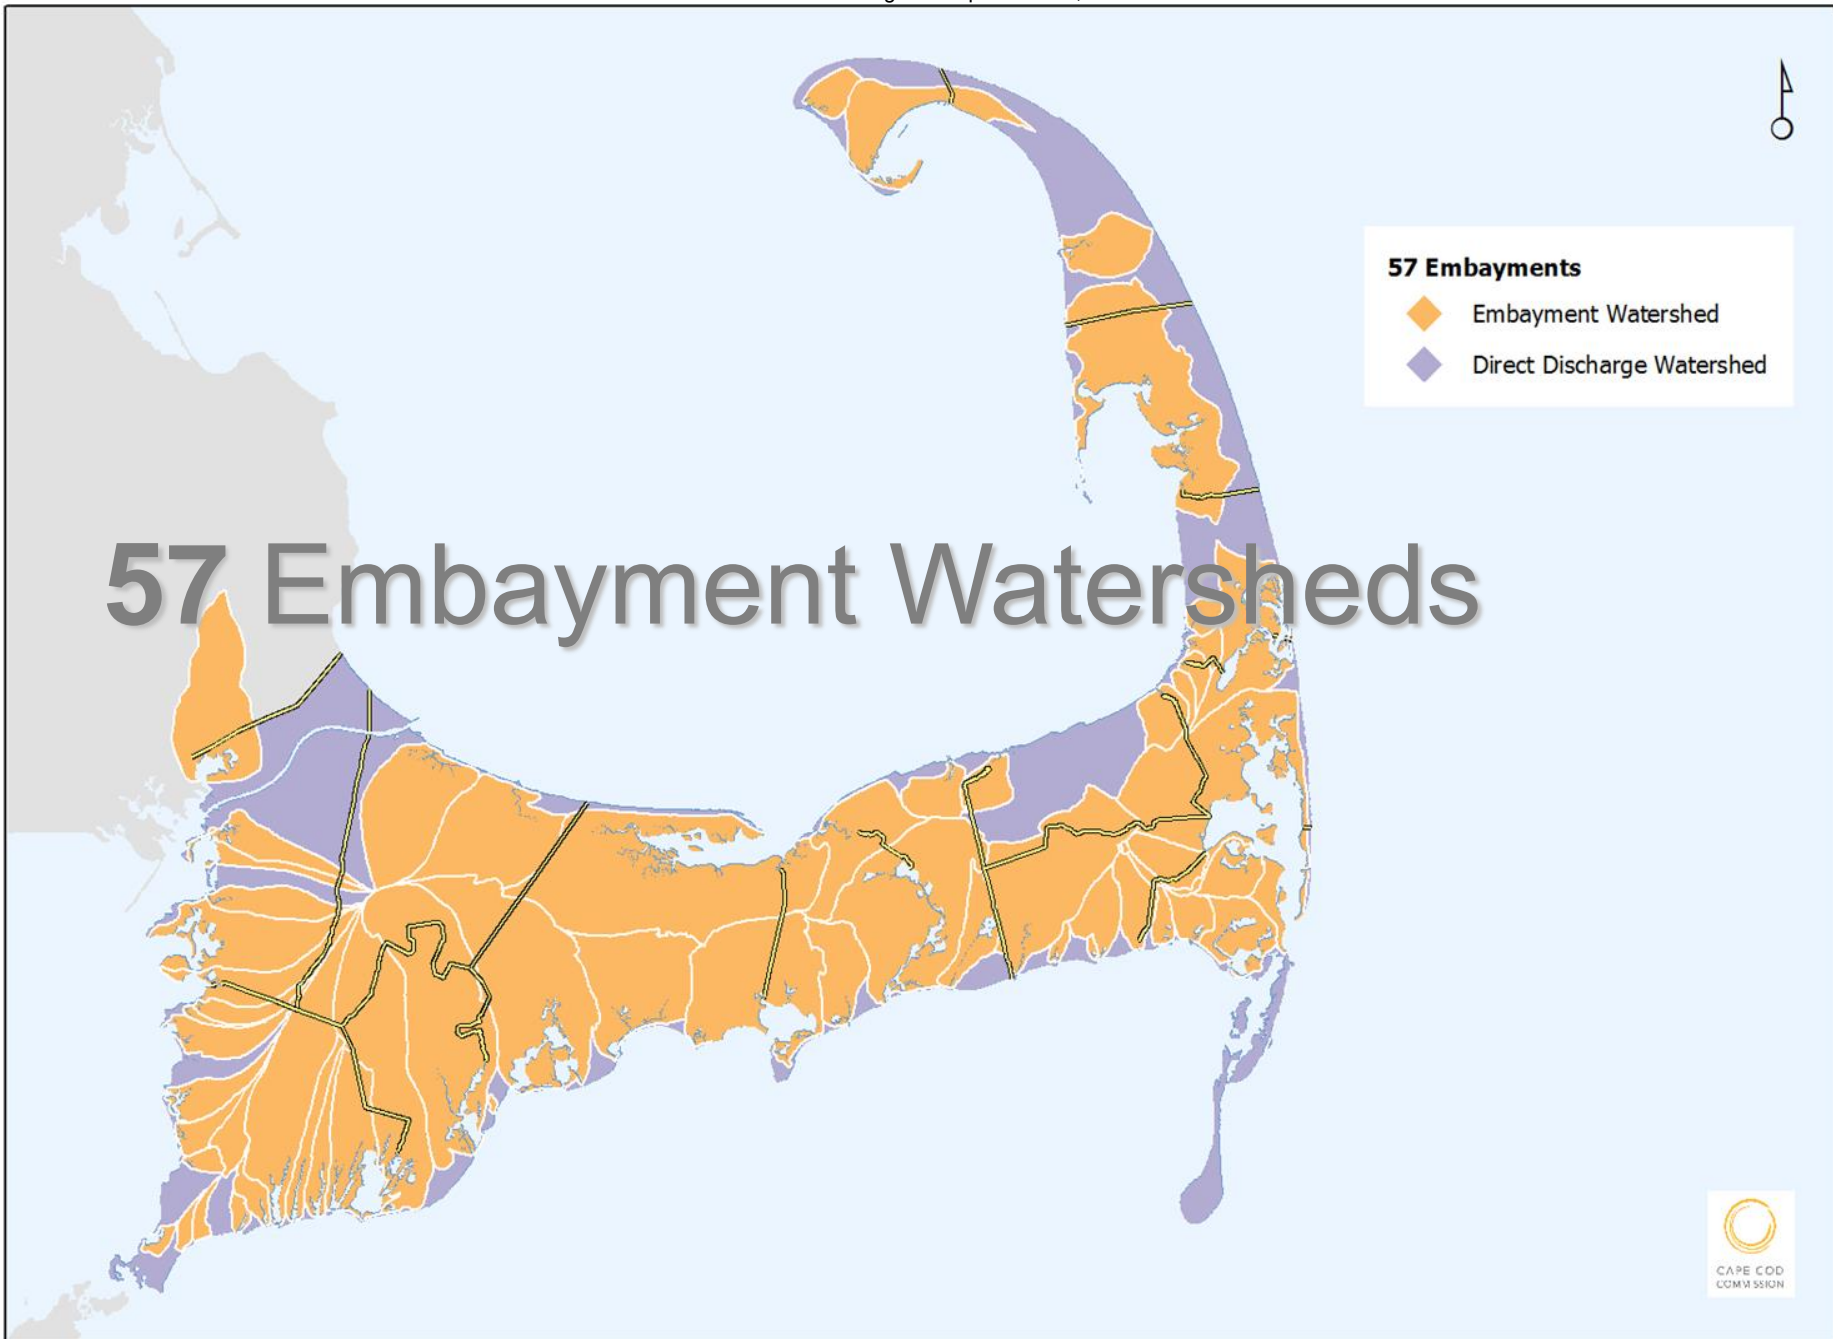 57 Embayments
Embayment Watershed
Direct Discharge Watershed
57 Embayment Watersheds
CAPE COD
COMMISSION